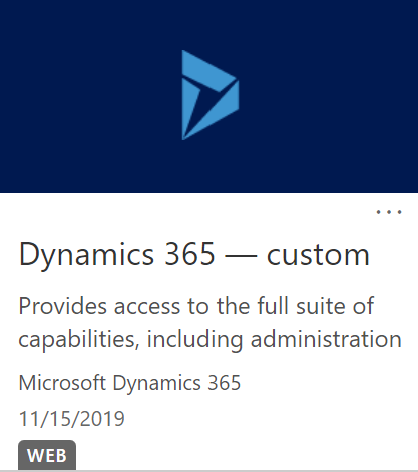 Dynamics 365 — custom
Provides access to the full suite of
capabilities, including administration
Microsoft Dynamics 365
11/15/2019
WEB